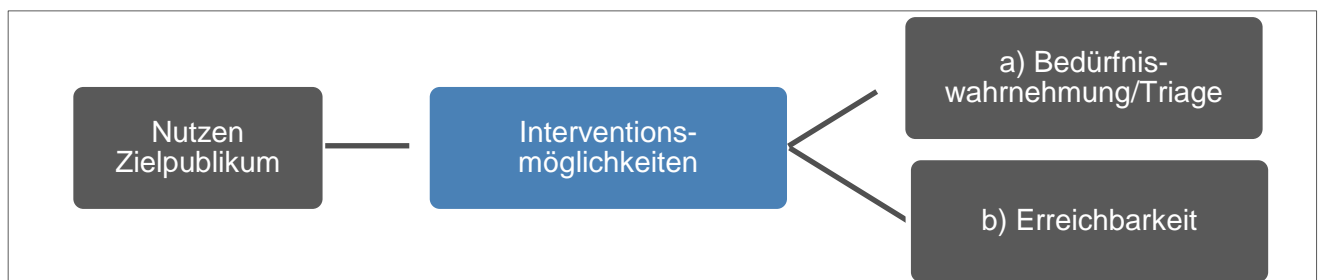 Nutzen
Zielpublikum
Interventions-
möglichkeiten
a) Bedürfnis-
wahrnehmung/Triage
b) Erreichbarkeit